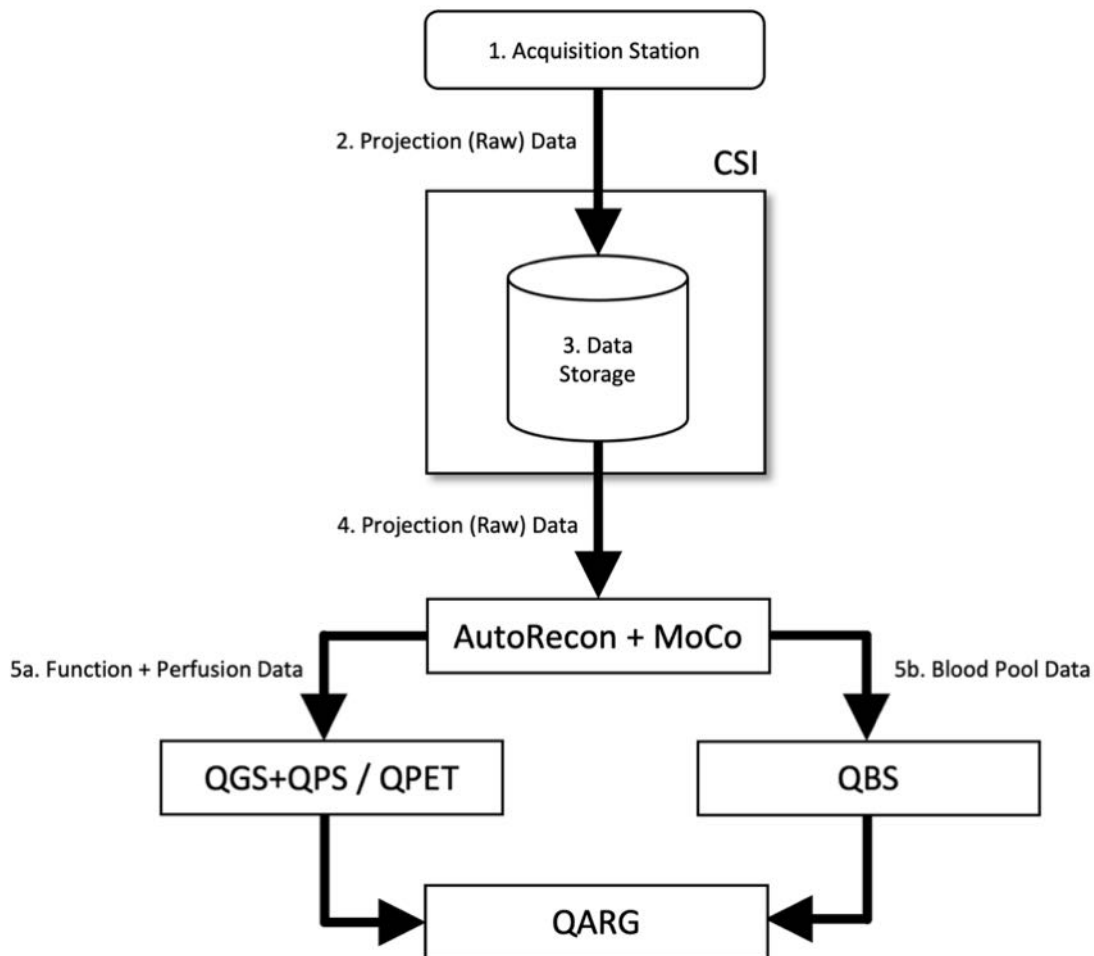 1. Acquisition Station
2. Projection (Raw) Data
CSI
3. Data
Storage
4. Projection (Raw) Data
AutoRecon + MoCo
5a. Function + Perfusion Data
5b. Blood Pool Data
QGS+QPS / QPET
QBS
QARG